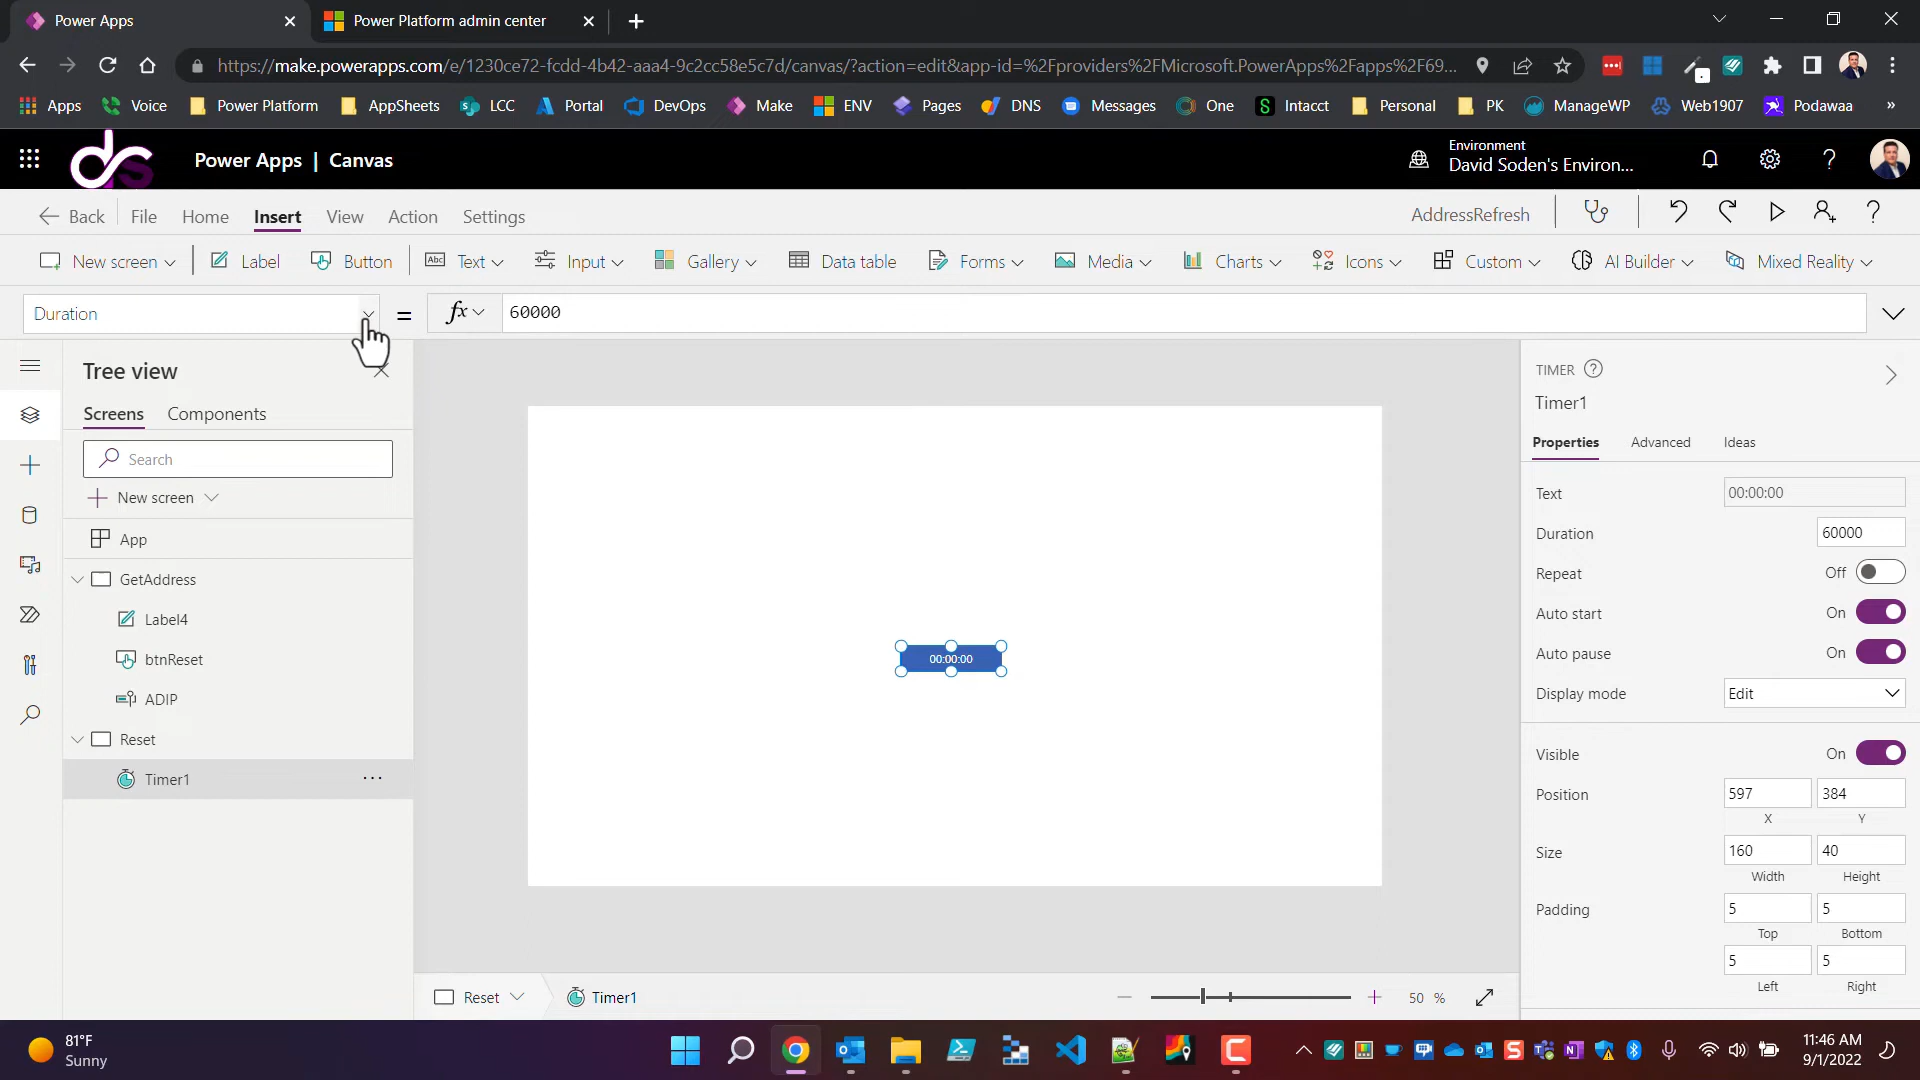 Power Apps
Power Platform admin center
https://make.powerapps.com/e/1230ce72-fcdd-4b42-aaa4-9c2cc58e5c7d/canvas/?action=edit&app-id=%2Fproviders%2FMicrosoft.PowerApps%2Fapps%2F69...
Apps
Voice
Power Platform
AppSheets
LCC
Portal
DevOps
Make
ENV
Pages
DNS
Messages
One
Intacct
Personal
PK
ManageWP
Web1907
Podawaa
»
ds
Power Apps | Canvas
Environment
David Soden's Environ...
Back
File
Home
Insert
View
Action
Settings
AddressRefresh
New screen
Label
Button
Text
Input
Gallery
Data table
Forms
Media
Charts
Icons
Custom
AI Builder
Mixed Reality
Duration
=
fx
60000
Tree view
Screens
Components
Search
New screen
App
GetAddress
Label4
btnReset
ADIP
Reset
Timer1
...
00:00:00
TIMER
Timer1
Properties
Advanced
Ideas
Text
00:00:00
Duration
60000
Repeat
Off
Auto start
On
Auto pause
On
Display mode
Edit
Visible
On
Position
597
384
X
Y
Size
160
40
Width
Height
Padding
5
5
Top
Bottom
5
5
Left
Right
Reset
Timer1
50 %
81°F
Sunny
11:46 AM
9/1/2022